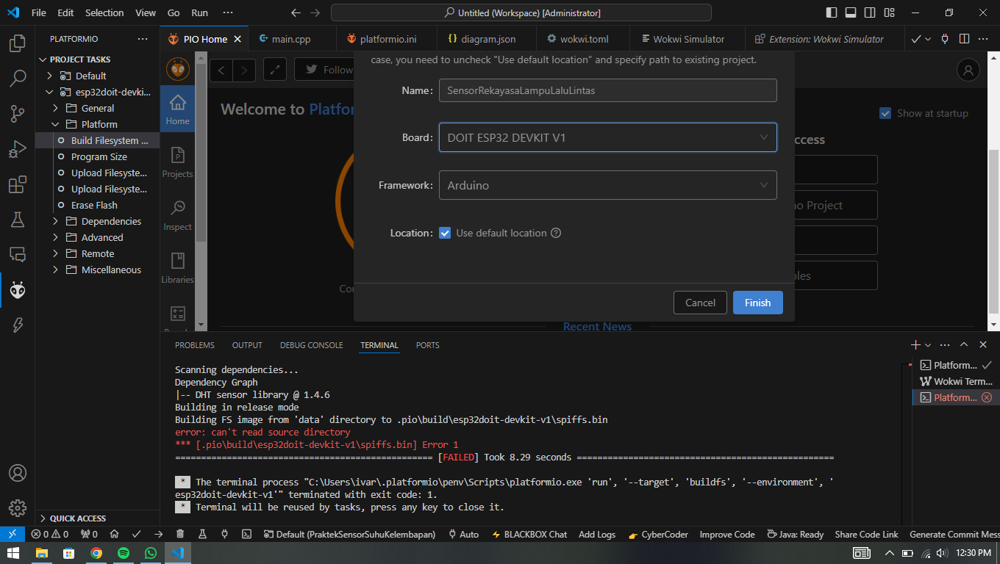 File Edit Selection View Go Run ··· Untitled (Workspace) [Administrator]
PLATFORMIO ···
PIO Home main.cpp platformio.ini diagram.json wokwi.toml Wokwi Simulator Extension: Wokwi Simulator ···
PROJECT TASKS
Default
esp32doit-devki...
General
Platform
Build Filesystem ...
Program Size
Upload Filesyste...
Upload Filesyste...
Erase Flash
Dependencies
Advanced
Remote
Miscellaneous
QUICK ACCESS
Home
Projects
Inspect
Libraries
Follow
Welcome to Platfor
Show at startup
ccess
no Project
ples
Co
Recent News
case, you need to uncheck "Use default location" and specify path to existing project.
Name: SensorRekayasaLampuLaluLintas
Board: DOIT ESP32 DEVKIT V1
Framework: Arduino
Location: Use default location
Cancel Finish
PROBLEMS OUTPUT DEBUG CONSOLE TERMINAL PORTS
Scanning dependencies...
Dependency Graph
|-- DHT sensor library @ 1.4.6
Building in release mode
Building FS image from 'data' directory to .pio\build\esp32doit-devkit-v1\spiffs.bin
error: can't read source directory
*** [.pio\build\esp32doit-devkit-v1\spiffs.bin] Error 1
================================================== [FAILED] Took 8.29 seconds ==================================================
* The terminal process "C:\Users\ivar\.platformio\penv\Scripts\platformio.exe 'run', '--target', 'buildfs', '--environment', '
esp32doit-devkit-v1'" terminated with exit code: 1.
* Terminal will be reused by tasks, press any key to close it.
Platform...
Wokwi Term...
Platform...
0 0 0 Default (PraktekSensorSuhuKelembapan) Auto BLACKBOX Chat Add Logs CyberCoder Improve Code Java: Ready Share Code Link Generate Commit Mess
12:30 PM